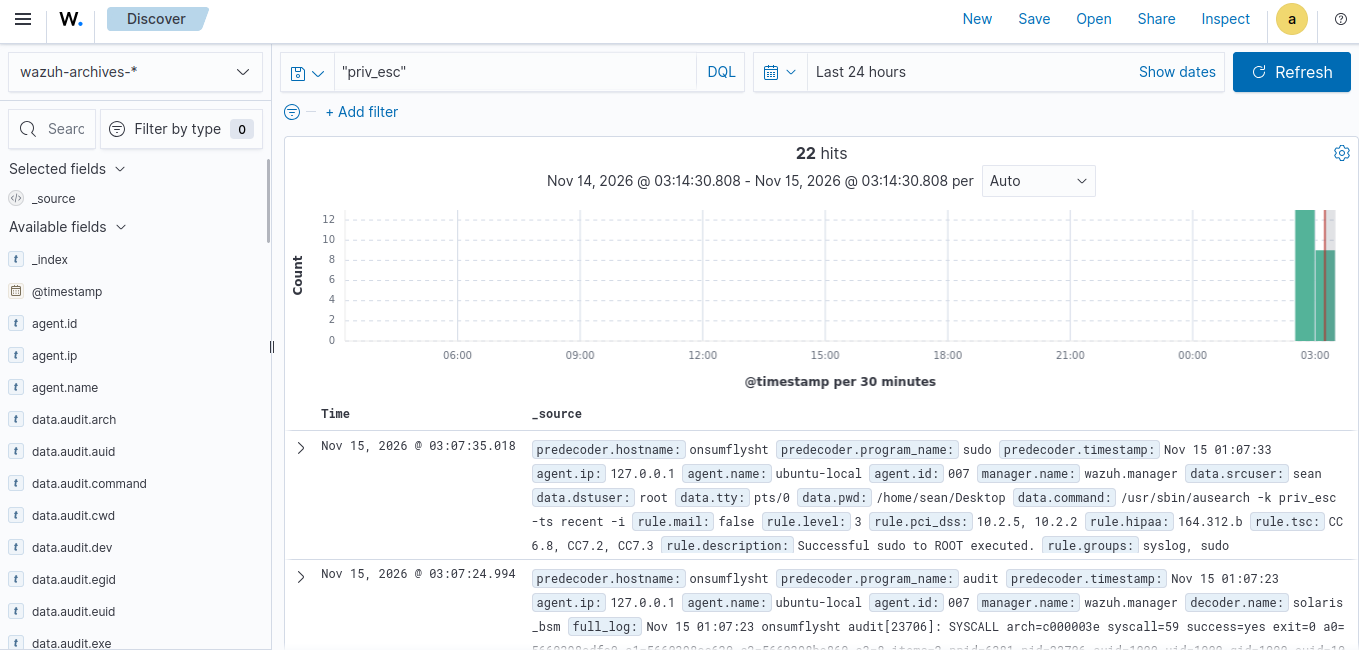 W. Discover New Save Open Share Inspect a
wazuh-archives-* "priv_esc" DQL Last 24 hours Show dates Refresh
+ Add filter
Searc Filter by type 0
Selected fields
_source
Available fields
_index
@timestamp
agent.id
agent.ip
agent.name
data.audit.arch
data.audit.auid
data.audit.command
data.audit.cwd
data.audit.dev
data.audit.egid
data.audit.euid
data.audit.exe
22 hits
Nov 14, 2026 @ 03:14:30.808 - Nov 15, 2026 @ 03:14:30.808 per Auto
Count
12
10
8
6
4
2
0
06:00 09:00 12:00 15:00 18:00 21:00 00:00 03:00
@timestamp per 30 minutes
Time _source
Nov 15, 2026 @ 03:07:35.018 predecoder.hostname: onsumflysht predecoder.program_name: sudo predecoder.timestamp: Nov 15 01:07:33
agent.ip: 127.0.0.1 agent.name: ubuntu-local agent.id: 007 manager.name: wazuh.manager data.srcuser: sean
data.dstuser: root data.tty: pts/0 data.pwd: /home/sean/Desktop data.command: /usr/sbin/ausearch -k priv_esc
-ts recent -i rule.mail: false rule.level: 3 rule.pci_dss: 10.2.5, 10.2.2 rule.hipaa: 164.312.b rule.tsc: CC
6.8, CC7.2, CC7.3 rule.description: Successful sudo to ROOT executed. rule.groups: syslog, sudo
Nov 15, 2026 @ 03:07:24.994 predecoder.hostname: onsumflysht predecoder.program_name: audit predecoder.timestamp: Nov 15 01:07:23
agent.ip: 127.0.0.1 agent.name: ubuntu-local agent.id: 007 manager.name: wazuh.manager decoder.name: solaris
_bsm full_log: Nov 15 01:07:23 onsumflysht audit[23706]: SYSCALL arch=c000003e syscall=59 success=yes exit=0 a0=